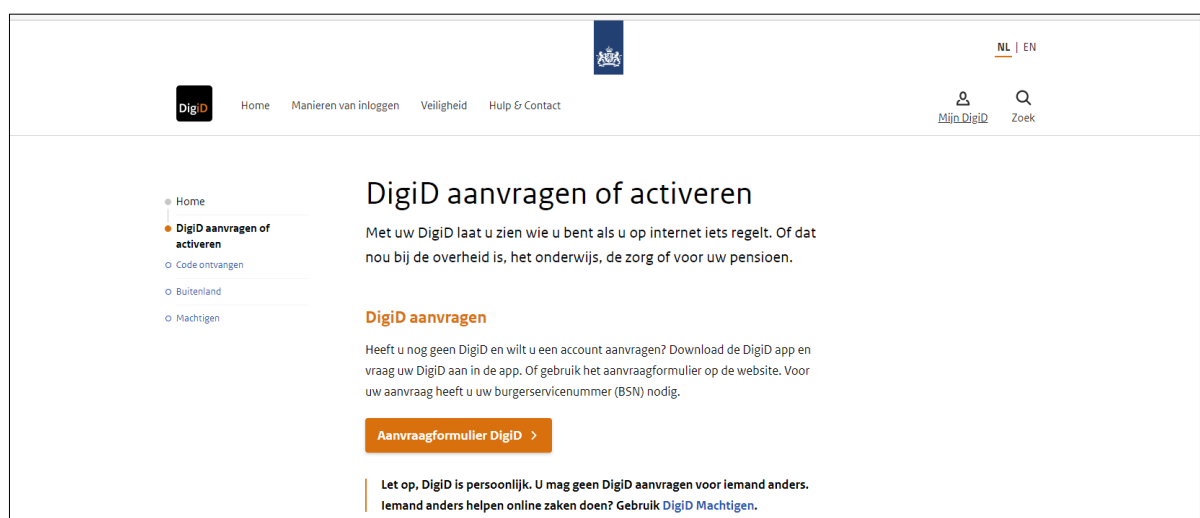 NL | EN
DigiD
Home Manieren van inloggen Veiligheid Hulp & Contact
Mijn DigiD Zoek
Home
DigiD aanvragen of
activeren
Code ontvangen
Buitenland
Machtigen
DigiD aanvragen of activeren
Met uw DigiD laat u zien wie u bent als u op internet iets regelt. Of dat
nou bij de overheid is, het onderwijs, de zorg of voor uw pensioen.
DigiD aanvragen
Heeft u nog geen DigiD en wilt u een account aanvragen? Download de DigiD app en
vraag uw DigiD aan in de app. Of gebruik het aanvraagformulier op de website. Voor
uw aanvraag heeft u uw burgerservicenummer (BSN) nodig.
Aanvraagformulier DigiD
Let op, DigiD is persoonlijk. U mag geen DigiD aanvragen voor iemand anders.
Iemand anders helpen online zaken doen? Gebruik DigiD Machtigen.